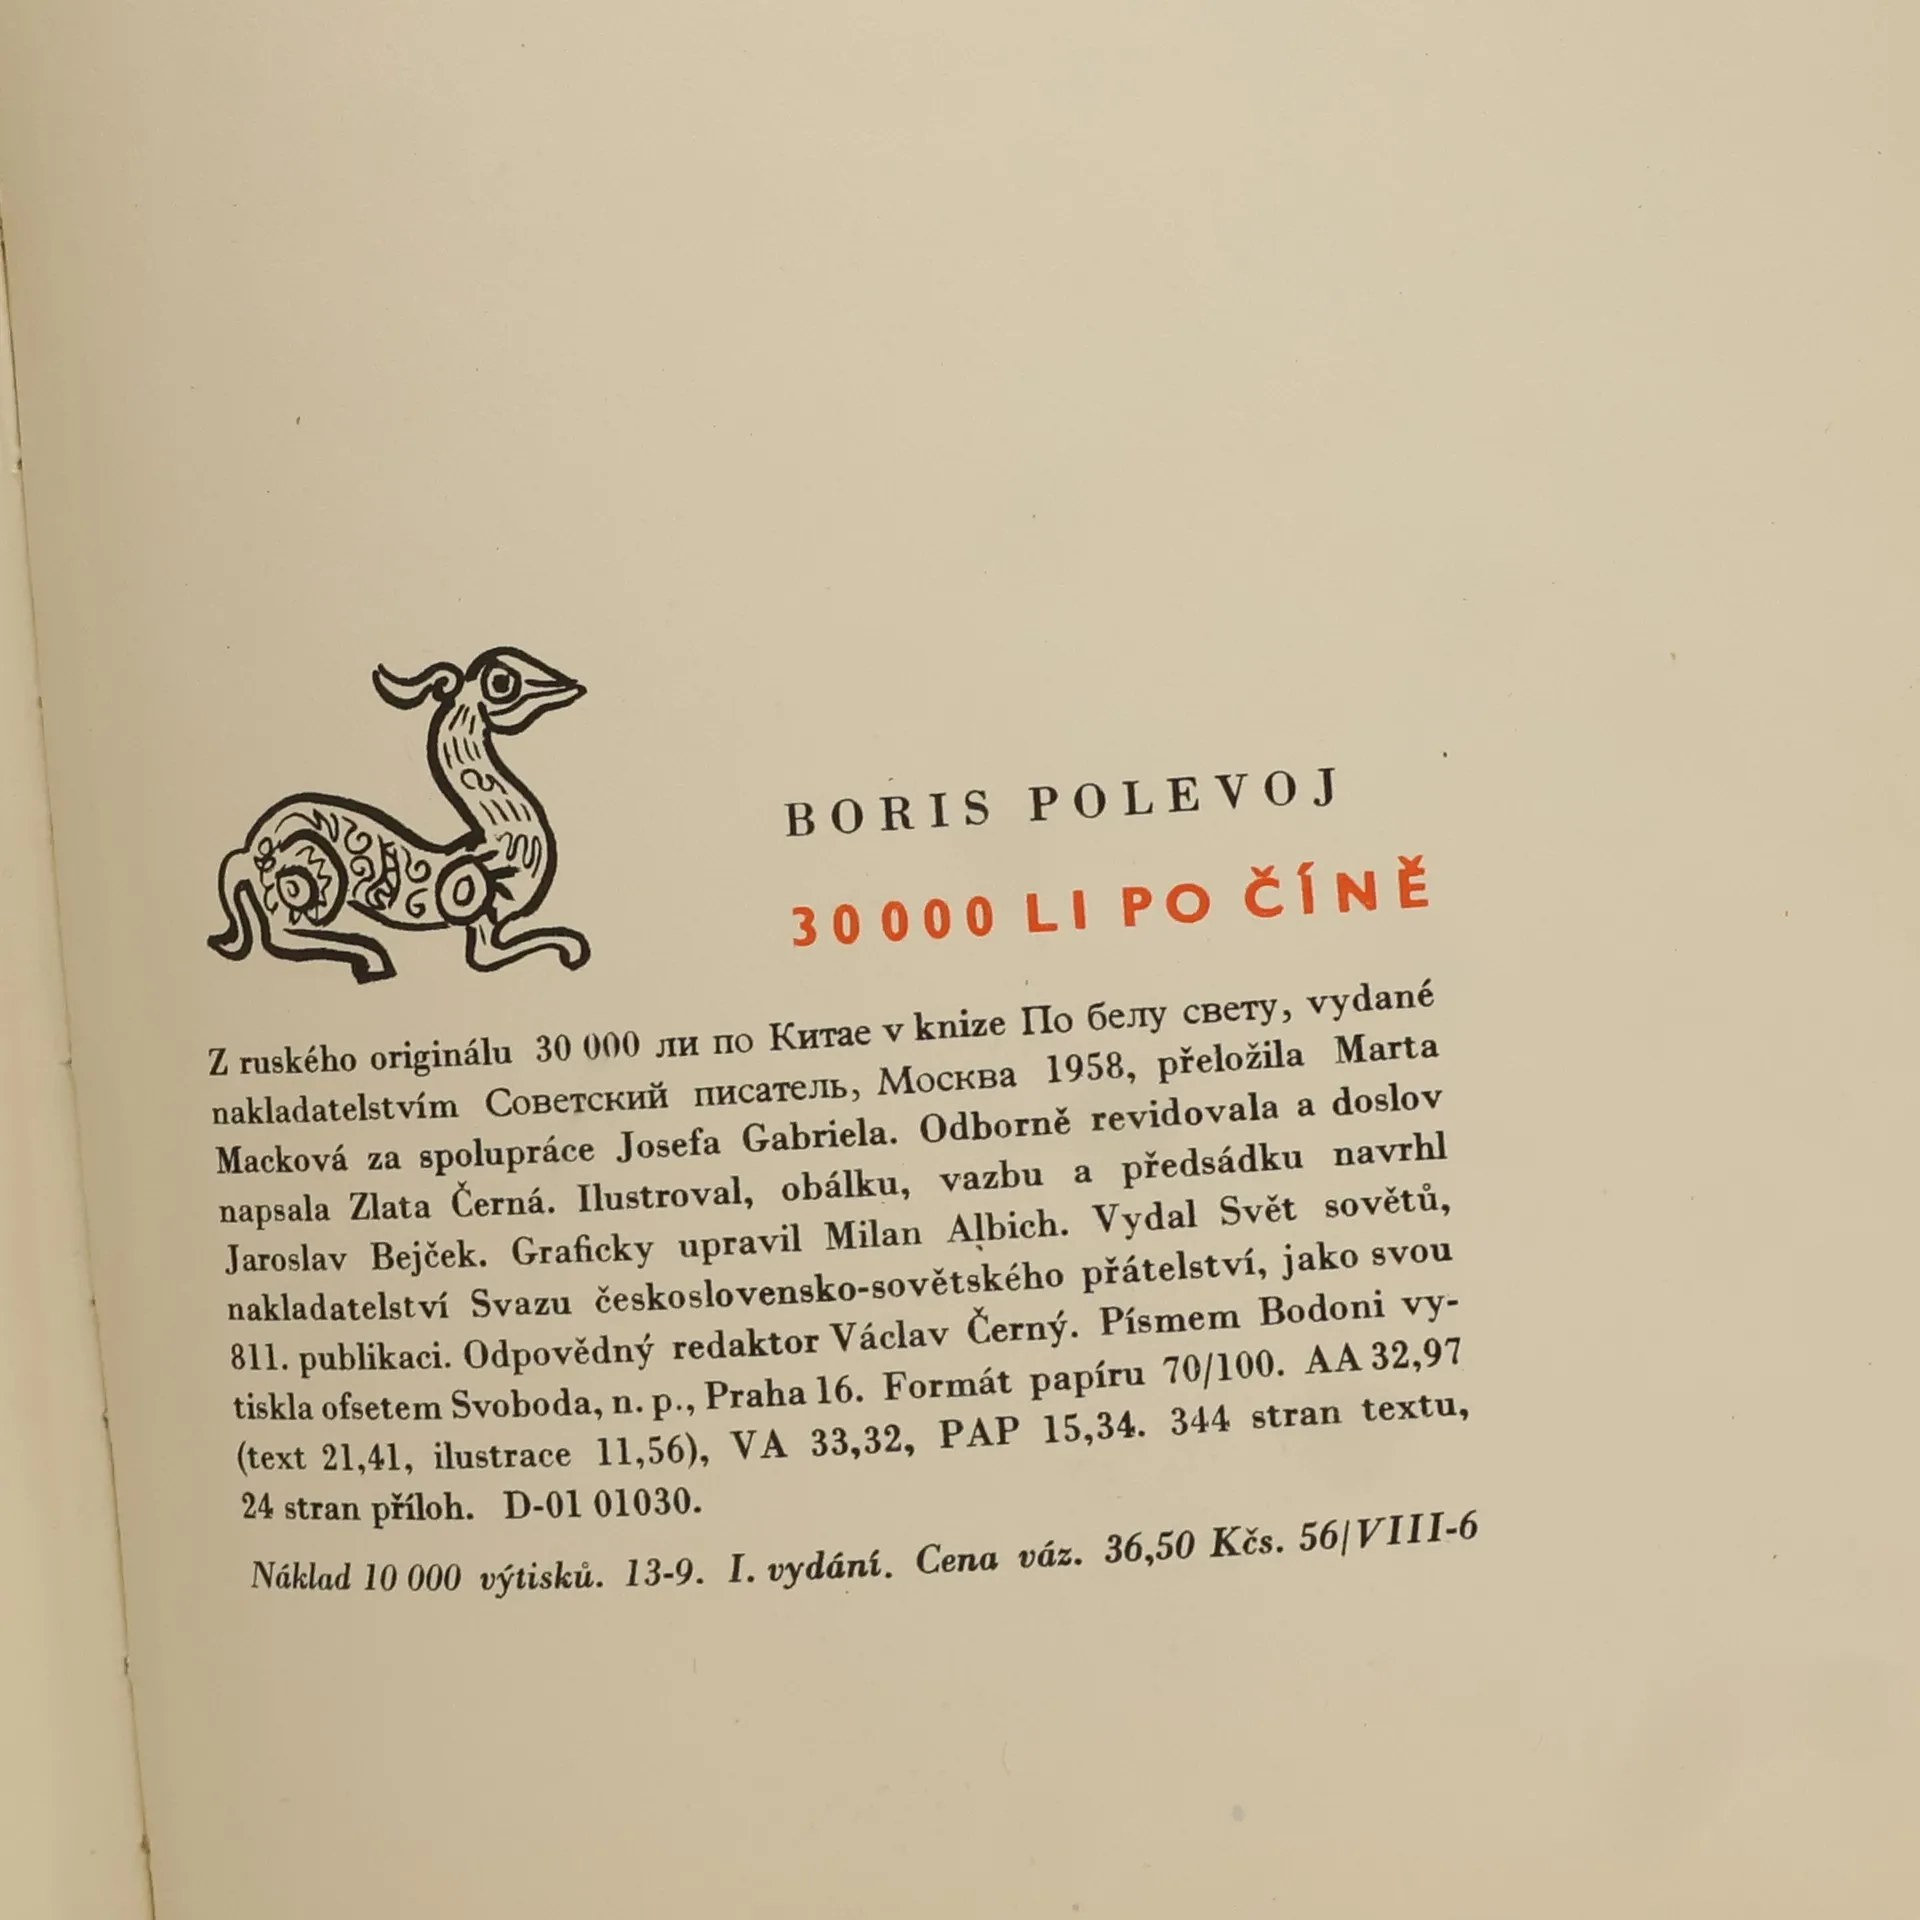 BORIS POLEVOJ
30 000 LI PO ČÍNĚ
Z ruského originálu 30 000 ли по Китае v knize По белу свету, vydané
nakladatelstvím Советский писатель, Москва 1958, přeložila Marta
Macková za spolupráce Josefa Gabriela. Odborně revidovala a doslov
napsala Zlata Černá. Ilustroval, obálku, vazbu a předsádku navrhl
Jaroslav Bejček. Graficky upravil Milan Albich. Vydal Svět sovětů,
nakladatelství Svazu československo-sovětského přátelství, jako svou
811. publikaci. Odpovědný redaktor Václav Černý. Písmem Bodoni vy-
tiskla ofsetem Svoboda, n. p., Praha 16. Formát papíru 70/100. AA 32,97
(text 21,41, ilustrace 11,56), VA 33,32, PAP 15,34. 344 stran textu,
24 stran příloh. D-01 01030.
Náklad 10 000 výtisků. 13-9. I. vydání. Cena váz. 36,50 Kčs. 56/VIII-6